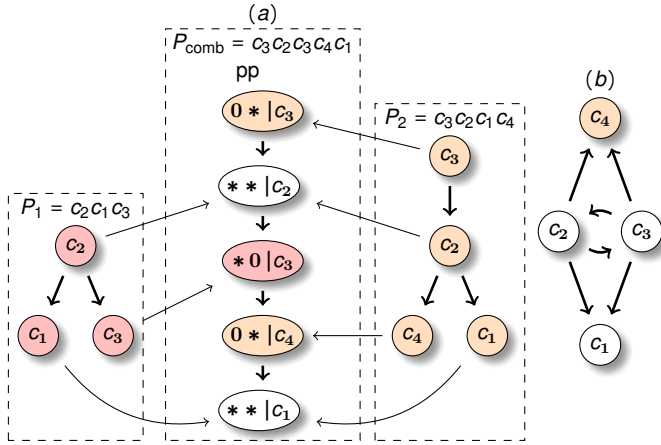 (a)
P_comb = c₃c₂c₃c₄c₁
pp
0 * |c₃
* * |c₂
* 0 |c₃
0 * |c₄
* * |c₁
P₁ = c₂c₁c₃
c₂
c₁ c₃
P₂ = c₃c₂c₁c₄
c₃
c₂
c₄ c₁
(b)
c₄
c₂ c₃
c₁